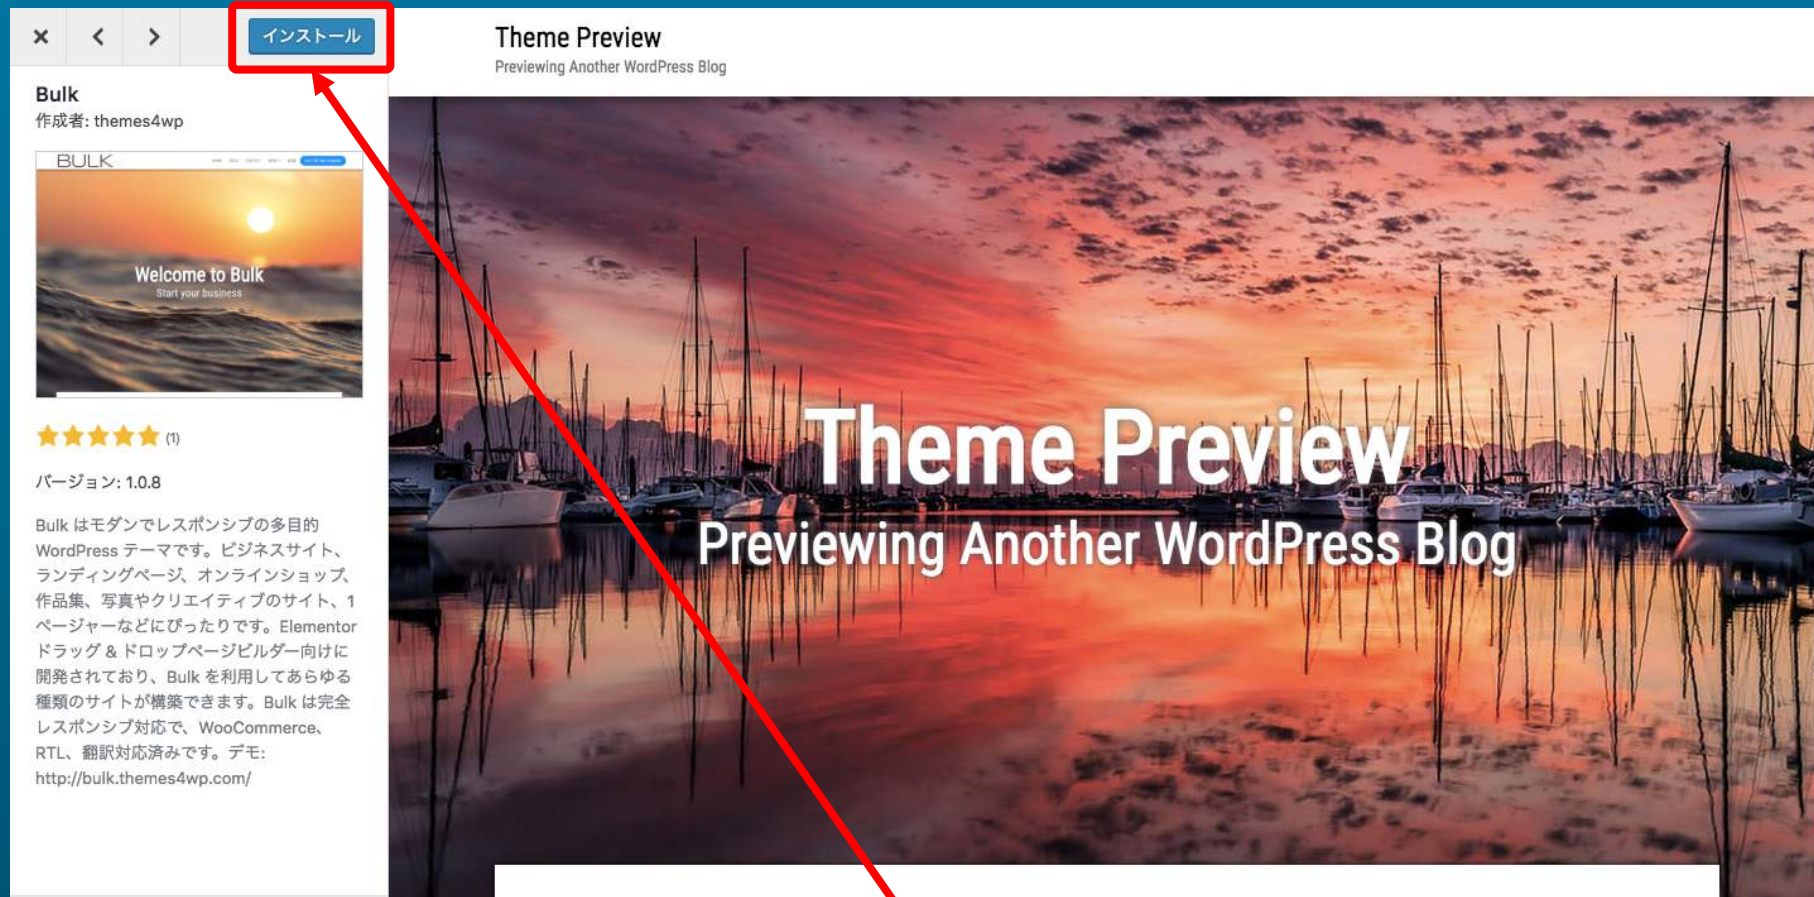 インストール
Bulk
作成者: themes4wp
BULK
Welcome to Bulk
Start your business
(1)
バージョン: 1.0.8
Bulk はモダンでレスポンシブの多目的
WordPress テーマです。ビジネスサイト、
ランディングページ、オンラインショップ、
作品集、写真やクリエイティブのサイト、1
ページャーなどにぴったりです。Elementor
ドラッグ & ドロップページビルダー向けに
開発されており、Bulk を利用してあらゆる
種類のサイトが構築できます。Bulk は完全
レスポンシブ対応で、WooCommerce、
RTL、翻訳対応済みです。デモ:
http://bulk.themes4wp.com/
Theme Preview
Previewing Another WordPress Blog
Theme Preview
Previewing Another WordPress Blog